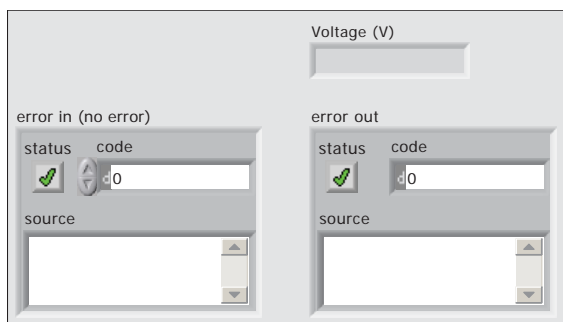 Voltage (V)
error in (no error)
status code
d 0
source
error out
status code
d 0
source